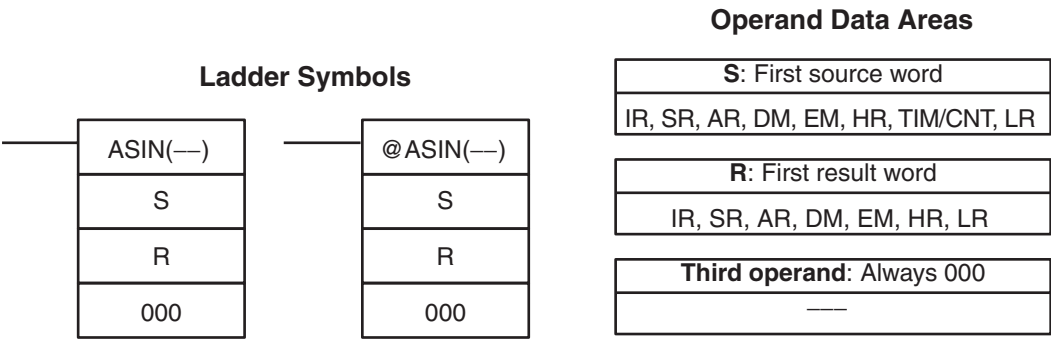 Ladder Symbols
ASIN(––)
S
R
000
@ASIN(––)
S
R
000
Operand Data Areas
S: First source word
IR, SR, AR, DM, EM, HR, TIM/CNT, LR
R: First result word
IR, SR, AR, DM, EM, HR, LR
Third operand: Always 000
–––